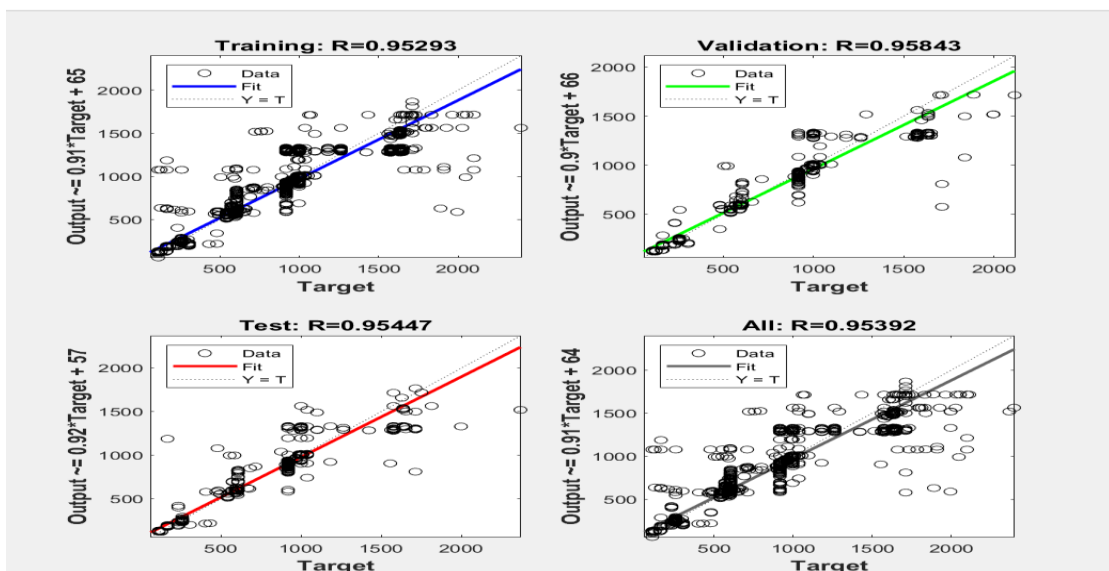 Training: R=0.95293
Output ~= 0.91*Target + 65
Data
Fit
Y = T
2000
1500
1000
500
500 1000 1500 2000
Target
Validation: R=0.95843
Output ~= 0.9*Target + 66
Data
Fit
Y = T
2000
1500
1000
500
500 1000 1500 2000
Target
Test: R=0.95447
Output ~= 0.92*Target + 57
Data
Fit
Y = T
2000
1500
1000
500
500 1000 1500 2000
Target
All: R=0.95392
Output ~= 0.91*Target + 64
Data
Fit
Y = T
2000
1500
1000
500
500 1000 1500 2000
Target